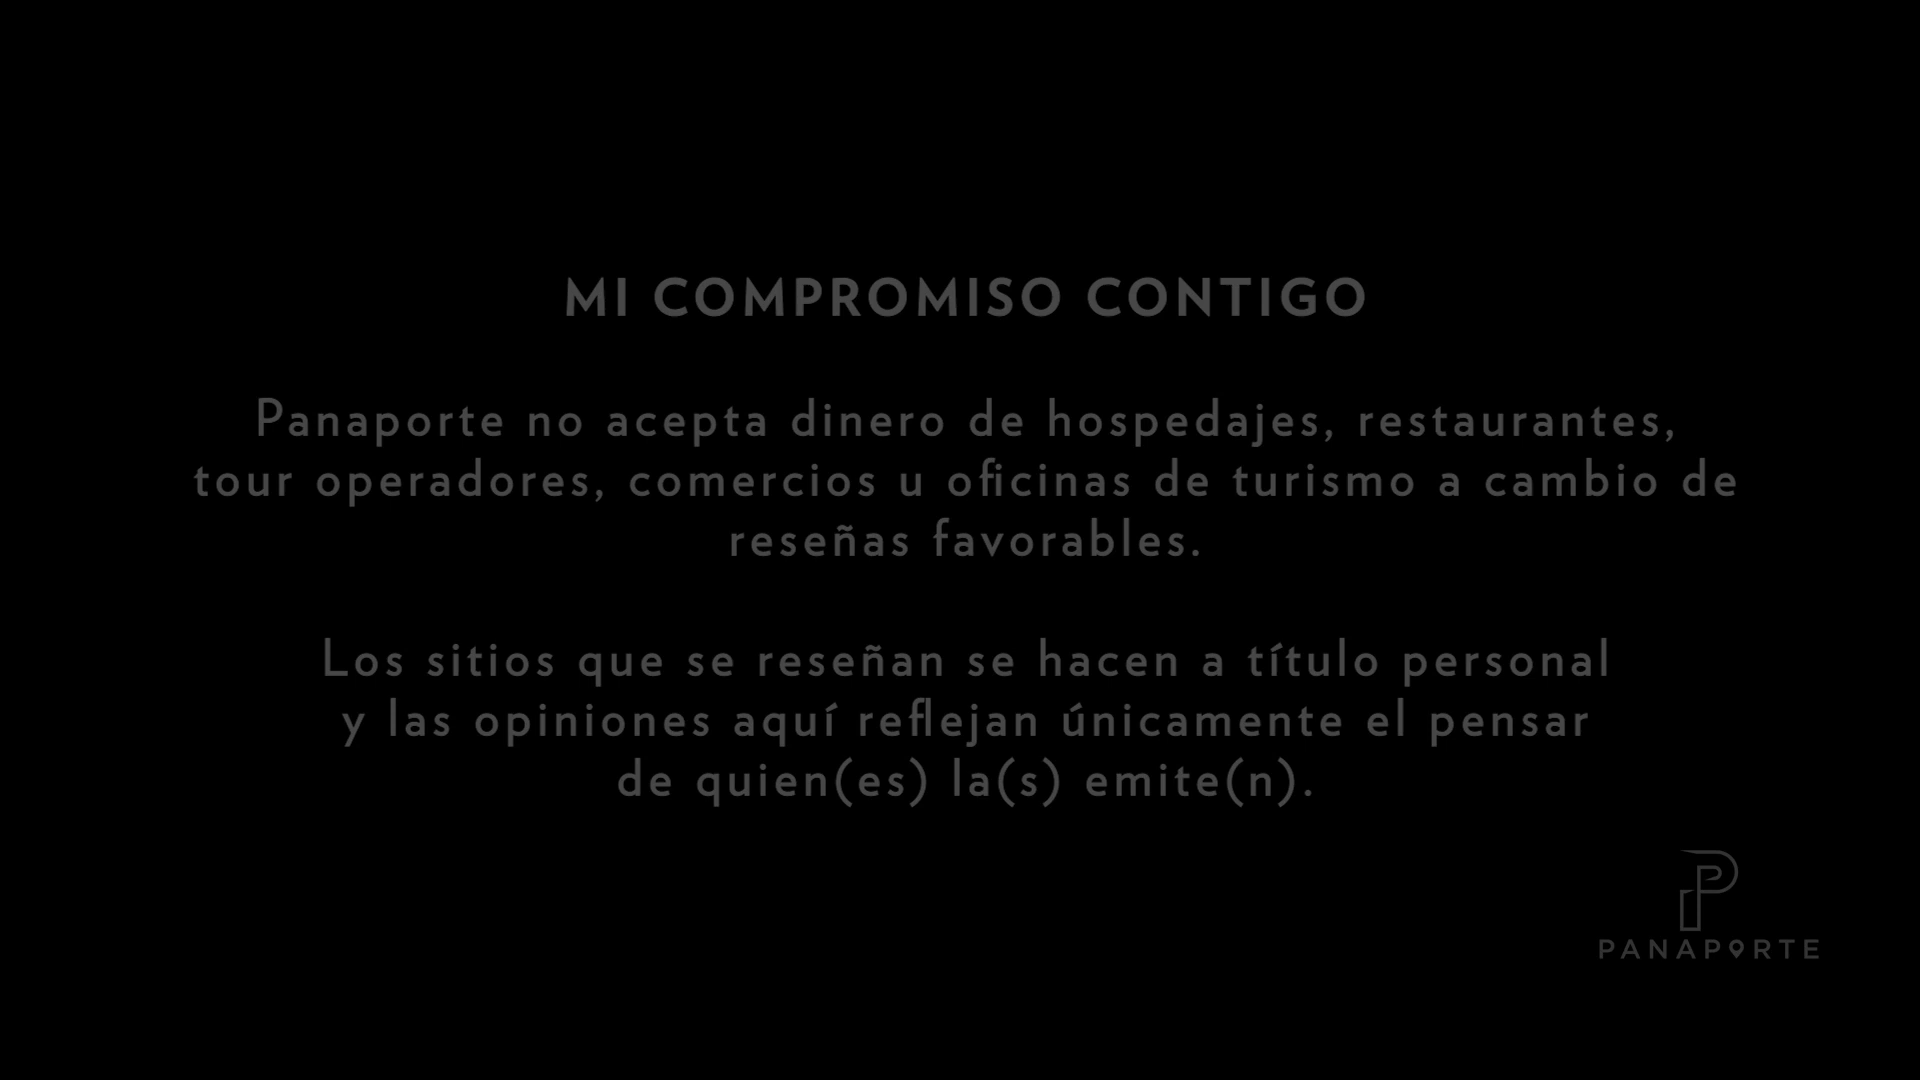 MI COMPROMISO CONTIGO
Panaporte no acepta dinero de hospedajes, restaurantes,
tour operadores, comercios u oficinas de turismo a cambio de
reseñas favorables.
Los sitios que se reseñan se hacen a título personal
y las opiniones aquí reflejan únicamente el pensar
de quien(es) la(s) emite(n).
PANAPORTE